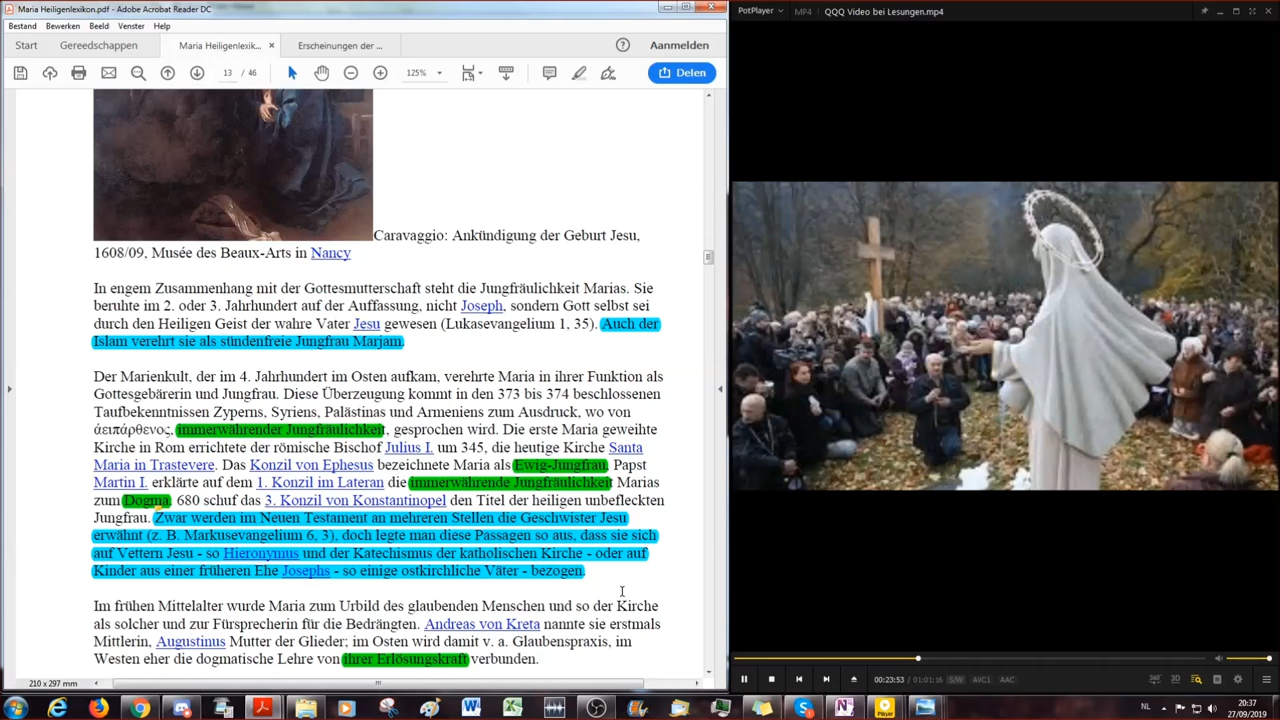 Maria Heiligenlexikon.pdf - Adobe Acrobat Reader DC
Bestand Bewerken Beeld Venster Help
Start Gereedschappen Maria Heiligenlexik... × Erscheinungen der ... Aanmelden
13 / 46 125% Delen
Caravaggio: Ankündigung der Geburt Jesu,
1608/09, Musée des Beaux-Arts in Nancy
In engem Zusammenhang mit der Gottesmutterschaft steht die Jungfräulichkeit Marias. Sie
beruhte im 2. oder 3. Jahrhundert auf der Auffassung, nicht Joseph, sondern Gott selbst sei
durch den Heiligen Geist der wahre Vater Jesu gewesen (Lukasevangelium 1, 35). Auch der
Islam verehrt sie als sündenfreie Jungfrau Marjam.
Der Marienkult, der im 4. Jahrhundert im Osten aufkam, verehrte Maria in ihrer Funktion als
Gottesgebärerin und Jungfrau. Diese Überzeugung kommt in den 373 bis 374 beschlossenen
Taufbekenntnissen Zyperns, Syriens, Palästinas und Armeniens zum Ausdruck, wo von
άειπάρθενος, immerwährender Jungfräulichkeit, gesprochen wird. Die erste Maria geweihte
Kirche in Rom errichtete der römische Bischof Julius I. um 345, die heutige Kirche Santa
Maria in Trastevere. Das Konzil von Ephesus bezeichnete Maria als Ewig-Jungfrau. Papst
Martin I. erklärte auf dem 1. Konzil im Lateran die immerwährende Jungfräulichkeit Marias
zum Dogma. 680 schuf das 3. Konzil von Konstantinopel den Titel der heiligen unbefleckten
Jungfrau. Zwar werden im Neuen Testament an mehreren Stellen die Geschwister Jesu
erwähnt (z. B. Markusevangelium 6, 3), doch legte man diese Passagen so aus, dass sie sich
auf Vettern Jesu - so Hieronymus und der Katechismus der katholischen Kirche - oder auf
Kinder aus einer früheren Ehe Josephs - so einige ostkirchliche Väter - bezogen.
Im frühen Mittelalter wurde Maria zum Urbild des glaubenden Menschen und so der Kirche
als solcher und zur Fürsprecherin für die Bedrängten. Andreas von Kreta nannte sie erstmals
Mittlerin, Augustinus Mutter der Glieder; im Osten wird damit v. a. Glaubenspraxis, im
Westen eher die dogmatische Lehre von ihrer Erlösungskraft verbunden.
210 x 297 mm
PotPlayer MP4 QQQ Video bei Lesungen.mp4
00:23:53 / 01:01:16 S/W AVC1 AAC 360° 3D
NL 20:37
27/09/2019